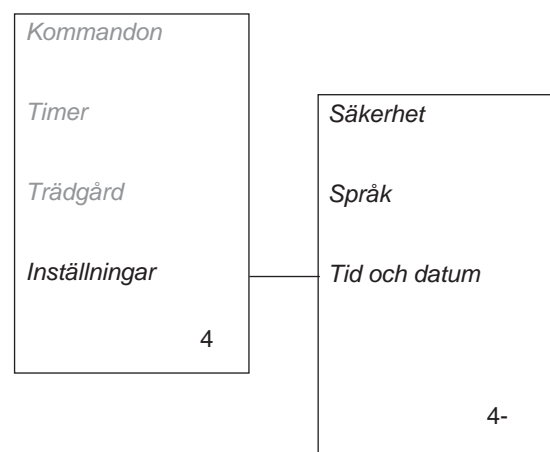 Kommandon
Timer
Trädgård
Inställningar
4
Säkerhet
Språk
Tid och datum
4-